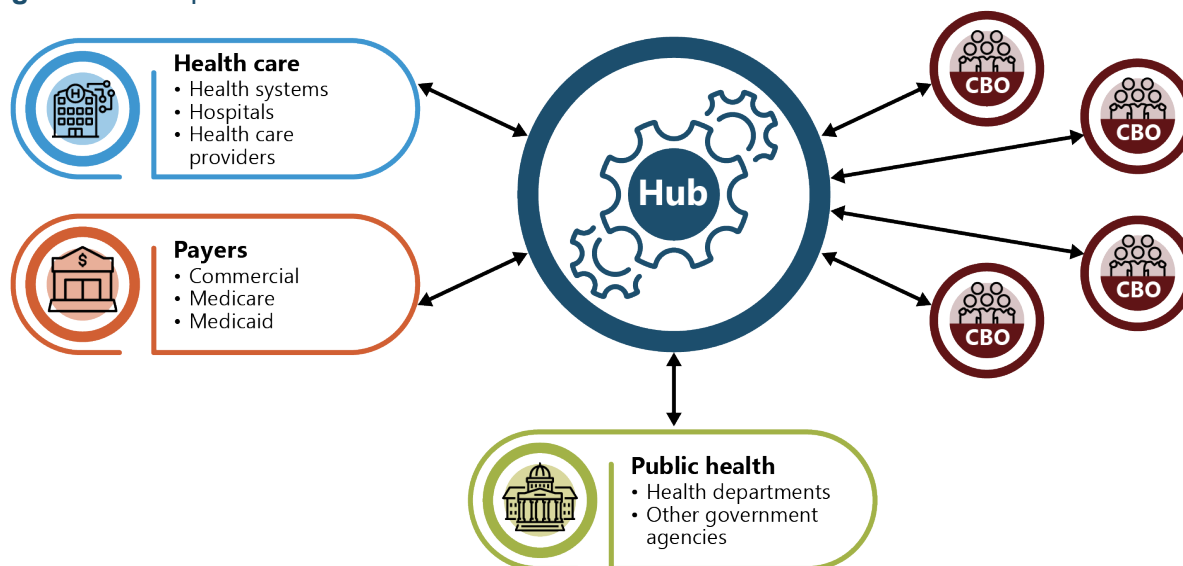 Health care
• Health systems
• Hospitals
• Health care
providers
H
Payers
• Commercial
• Medicare
• Medicaid
$
Hub
CBO
CBO
CBO
CBO
Public health
• Health departments
• Other government
agencies